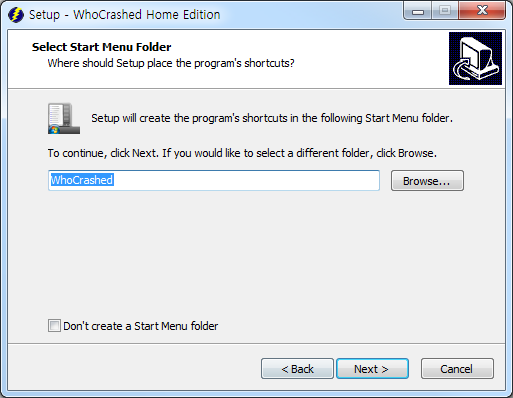 Setup - WhoCrashed Home Edition
Select Start Menu Folder
Where should Setup place the program's shortcuts?
Setup will create the program's shortcuts in the following Start Menu folder.
To continue, click Next. If you would like to select a different folder, click Browse.
WhoCrashed
Browse...
Don't create a Start Menu folder
< Back
Next >
Cancel